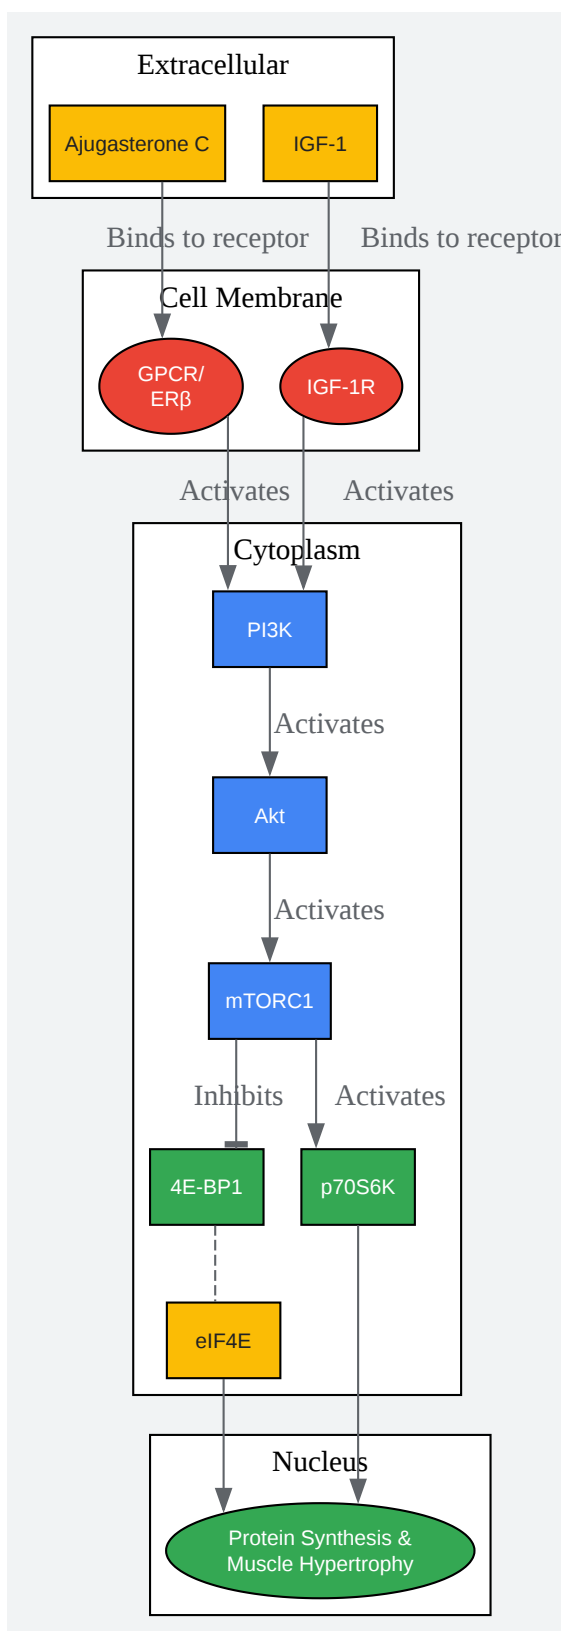 Extracellular
Ajugasterone C
IGF-1
Binds to receptor
Binds to receptor
Cell Membrane
GPCR/
ERβ
IGF-1R
Activates
Activates
Cytoplasm
PI3K
Activates
Akt
Activates
mTORC1
Inhibits
Activates
4E-BP1
p70S6K
eIF4E
Nucleus
Protein Synthesis &
Muscle Hypertrophy